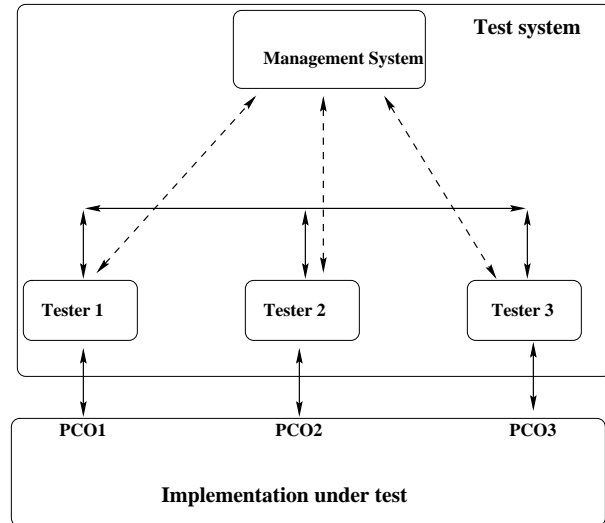 Test system
Management System
Tester 1
Tester 2
Tester 3
PCO1
PCO2
PCO3
Implementation under test